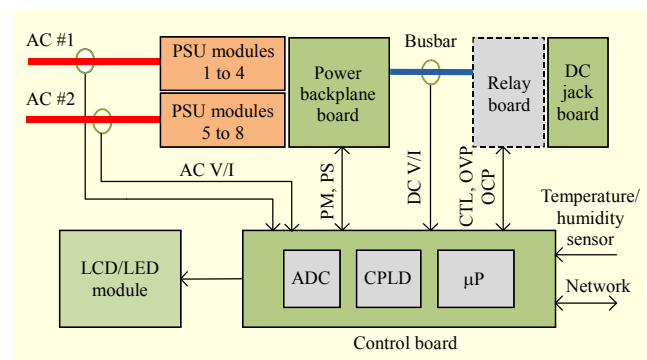 AC #1
PSU modules
1 to 4
AC #2
PSU modules
5 to 8
Power
backplane
board
Busbar
Relay
board
DC
jack
board
AC V/I
PM, PS
DC V/I
CTL, OVP
OCP
Temperature/
humidity
sensor
LCD/LED
module
ADC
CPLD
μP
Network
Control board